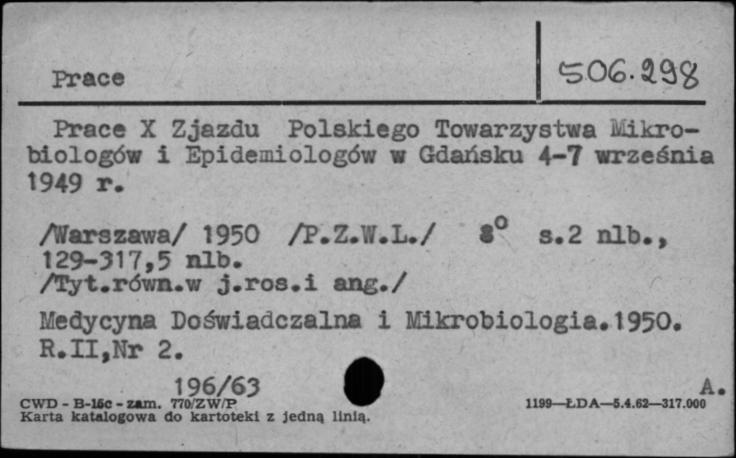 Prace
506.298
Prace X Zjazdu Polskiego Towarzystwa Mikro-
biologów i Epidemiologów w Gdańsku 4-7 września
1949 r.
/Warszawa/ 1950 /P.Z.W.L./ 8° s.2 nlb.,
129-317,5 nlb.
/Tyt.równ.w j.ros.i ang./
Medycyna Doświadczalna i Mikrobiologia.1950.
R.II,Nr 2.
196/63
A.
CWD - B-15c - zam. 770/ZW/P
1199—ŁDA—5.4.62—317.000
Karta katalogowa do kartoteki z jedną linią.